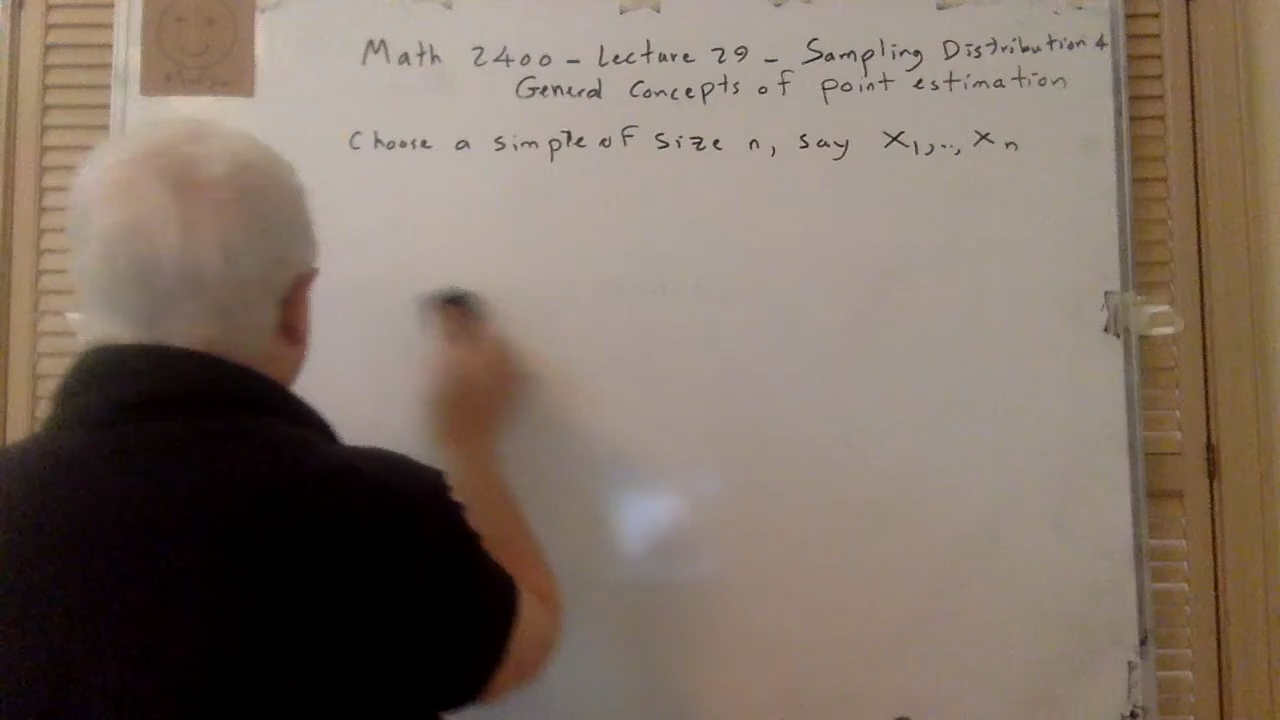 Math 2400 - Lecture 29 - Sampling Distribution &
General Concepts of point estimation
Choose a simple of size n, say X1,..,Xn